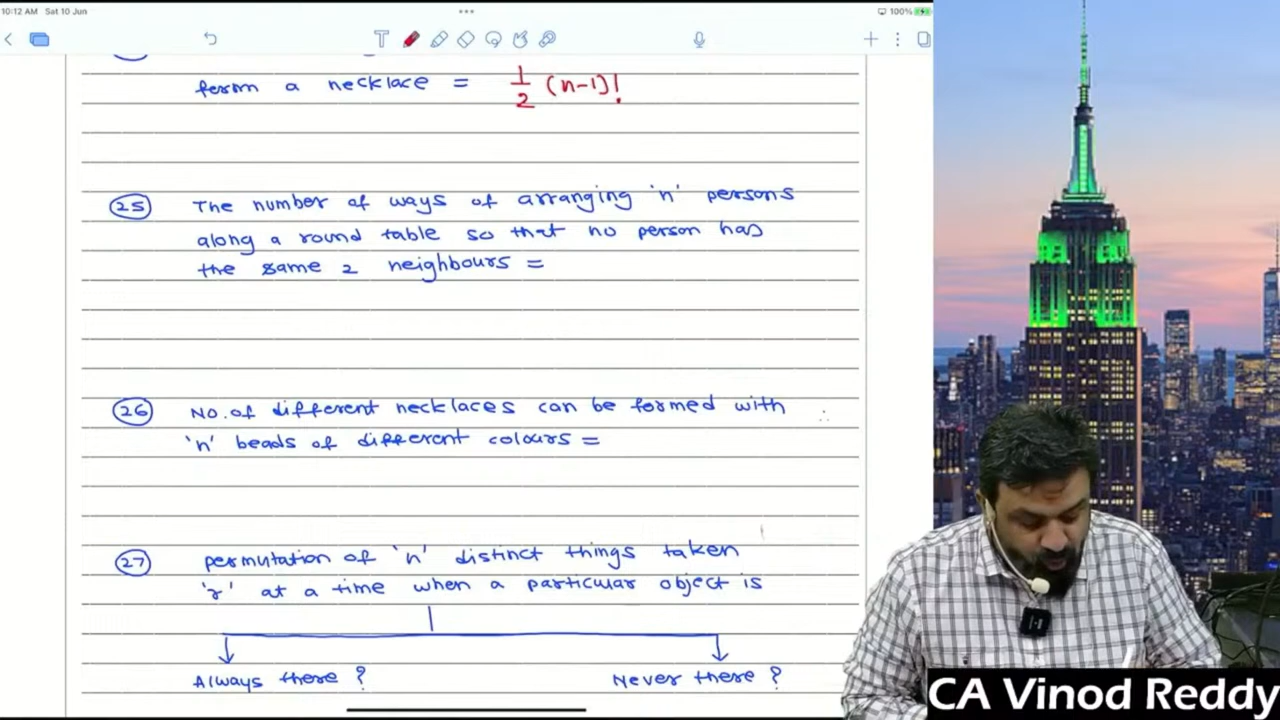 10:12 AM Sat 10 Jun
100%
form a necklace = 1/2 (n-1)!
25 The number of ways of arranging 'n' persons
along a round table so that no person has
the same 2 neighbours =
26 No. of different necklaces can be formed with
'n' beads of different colours =
27 permutation of 'n' distinct things taken
'r' at a time when a particular object is
Always there ?
Never there ?
CA Vinod Reddy